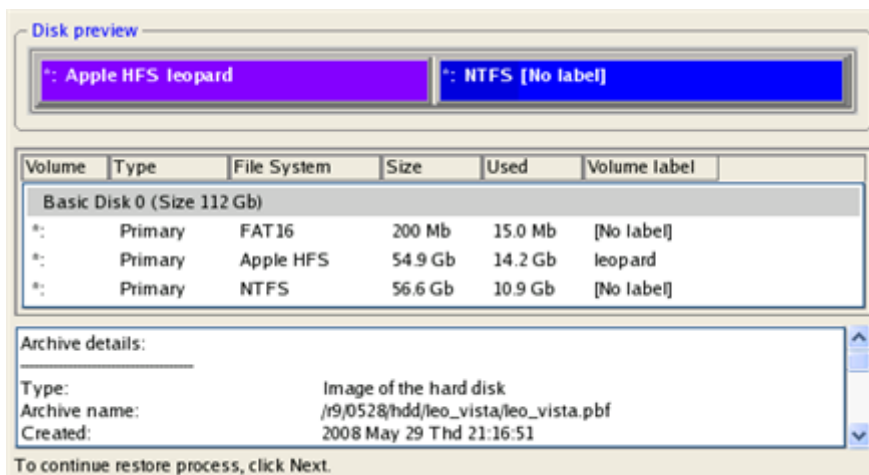 Disk preview
*: Apple HFS leopard *: NTFS [No label]
Volume Type File System Size Used Volume label
Basic Disk 0 (Size 112 Gb)
*: Primary FAT16 200 Mb 15.0 Mb [No label]
*: Primary Apple HFS 54.9 Gb 14.2 Gb leopard
*: Primary NTFS 56.6 Gb 10.9 Gb [No label]
Archive details:
Type: Image of the hard disk
Archive name: /r9/0528/hdd/leo_vista/leo_vista.pbf
Created: 2008 May 29 Thd 21:16:51
To continue restore process, click Next.